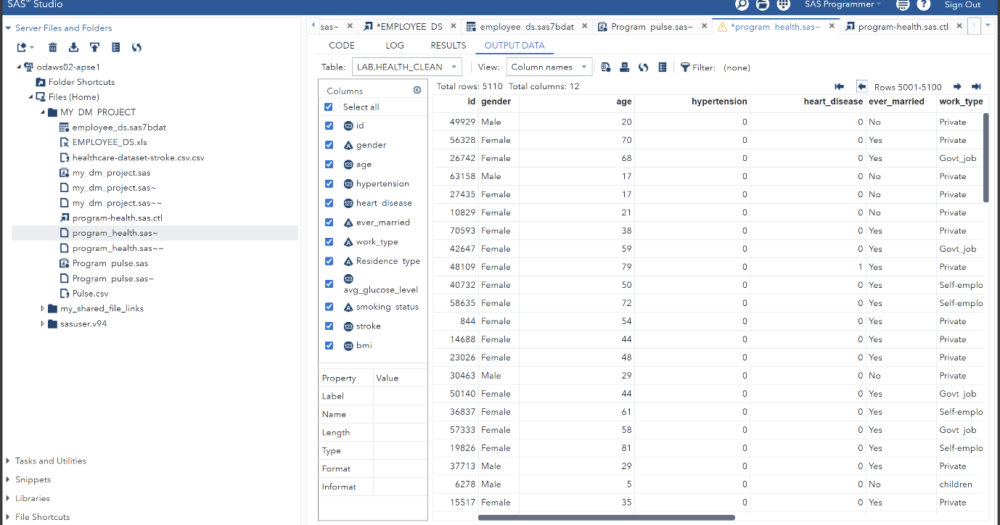 SAS® Studio
SAS Programmer
Sign Out
Server Files and Folders
odaws02-apse1
Folder Shortcuts
Files (Home)
MY_DM_PROJECT
employee_ds.sas7bdat
EMPLOYEE_DS.xls
healthcare-dataset-stroke.csv.csv
my_dm_project.sas
my_dm_project.sas~
my_dm_project.sas~~
program-health.sas.ctl
program_health.sas~
program_health.sas~~
Program_pulse.sas
Program_pulse.sas~
Pulse.csv
my_shared_file_links
sasuser.v94
Tasks and Utilities
Snippets
Libraries
File Shortcuts
sas~ *EMPLOYEE_DS employee_ds.sas7bdat Program_pulse.sas~ *program_health.sas~ program-health.sas.ctl
CODE LOG RESULTS OUTPUT DATA
Table: LAB.HEALTH_CLEAN View: Column names Filter: (none)
Columns
Select all
id
gender
age
hypertension
heart_disease
ever_married
work_type
Residence_type
avg_glucose_level
smoking_status
stroke
bmi
Property Value
Label
Name
Length
Type
Format
Informat
Total rows: 5110 Total columns: 12
Rows 5001-5100
id gender age hypertension heart_disease ever_married work_type
49929 Male 20 0 0 No Private
56328 Female 70 0 0 Yes Private
26742 Female 68 0 0 Yes Govt_job
63158 Male 17 0 0 No Private
27435 Female 17 0 0 No Private
10829 Female 21 0 0 No Private
70593 Female 38 0 0 Yes Private
42647 Female 59 0 0 Yes Govt_job
48109 Female 79 0 1 Yes Private
40732 Female 50 0 0 Yes Self-emplo
58635 Female 72 0 0 Yes Self-emplo
844 Female 54 0 0 Yes Private
14688 Female 44 0 0 Yes Private
23026 Female 48 0 0 Yes Private
30463 Male 29 0 0 No Private
50140 Female 44 0 0 Yes Govt_job
36837 Female 61 0 0 Yes Self-emplo
57333 Female 58 0 0 Yes Govt_job
19826 Female 81 0 0 Yes Self-emplo
37713 Male 29 0 0 Yes Private
6278 Male 5 0 0 No children
15517 Female 35 0 0 Yes Private